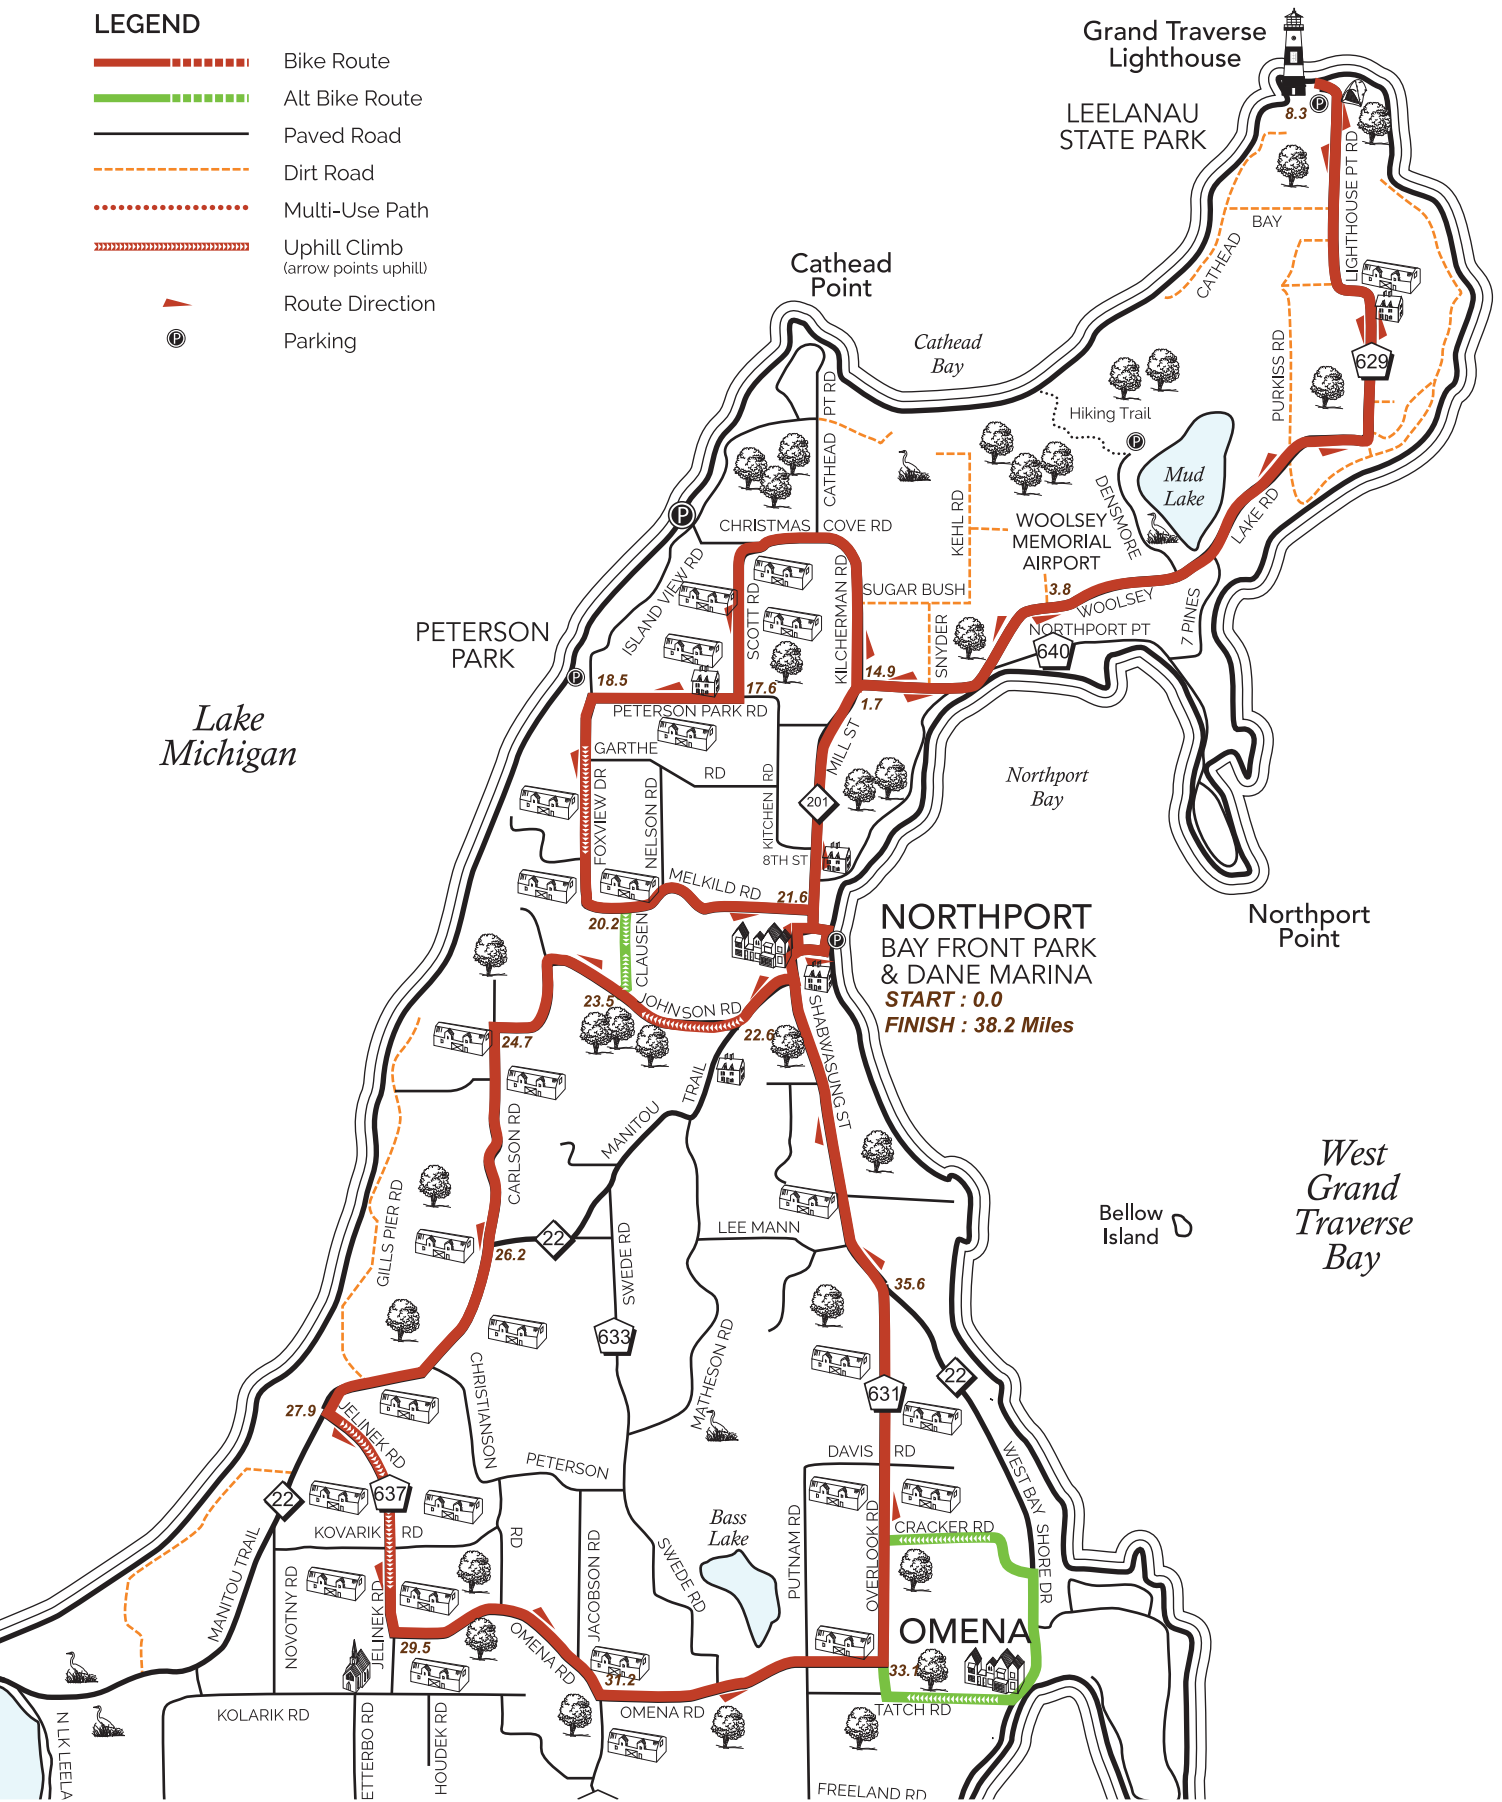 LEGEND
Bike Route
Alt Bike Route
Paved Road
Dirt Road
Multi-Use Path
Uphill Climb
(arrow points uphill)
Route Direction
P
Parking
Grand Traverse
Lighthouse
LEELANAU
STATE PARK
8.3
P
LIGHTHOUSE PT RD
BAY
CATHEAD
Cathead
Point
Cathead
Bay
629
PURKISS RD
Hiking Trail
P
CATHEAD PT RD
Mud
Lake
DENSMORE
LAKE RD
P
CHRISTMAS COVE RD
KEHL RD
WOOLSEY
MEMORIAL
AIRPORT
3.8
WOOLSEY
SUGAR BUSH
ISLAND VIEW RD
SCOTT RD
KILCHERMAN RD
SNYDER
NORTHPORT PT
640
7 PINES
PETERSON
PARK
P
18.5
17.6
14.9
1.7
PETERSON PARK RD
Lake
Michigan
GARTHE
RD
MILL ST
Northport
Bay
FOXVIEW DR
NELSON RD
KITCHEN RD
201
8TH ST
MELKILD RD
21.6
20.2
CLAUSEN
P
NORTHPORT
BAY FRONT PARK
& DANE MARINA
START : 0.0
FINISH : 38.2 Miles
Northport
Point
23.5
JOHNSON RD
22.6
24.7
SHABWASUNG ST
MANITOU TRAIL
CARLSON RD
GILLS PIER RD
West
Grand
Traverse
Bay
Bellow
Island
22
26.2
SWEDE RD
LEE MANN
35.6
633
MATHESON RD
22
631
27.9
JELINEK RD
CHRISTIANSON
RD
PETERSON
DAVIS RD
WEST BAY SHORE DR
22
637
KOVARIK RD
Bass
Lake
CRACKER RD
MANITOU TRAIL
NOVOTNY RD
JELINEK RD
JACOBSON RD
SWEDE RD
PUTNAM RD
OVERLOOK RD
OMENA
29.5
OMENA RD
31.2
33.1
KOLARIK RD
OMENA RD
TATCH RD
N LK LEELA
ETTERBO RD
HOUDEK RD
FREELAND RD